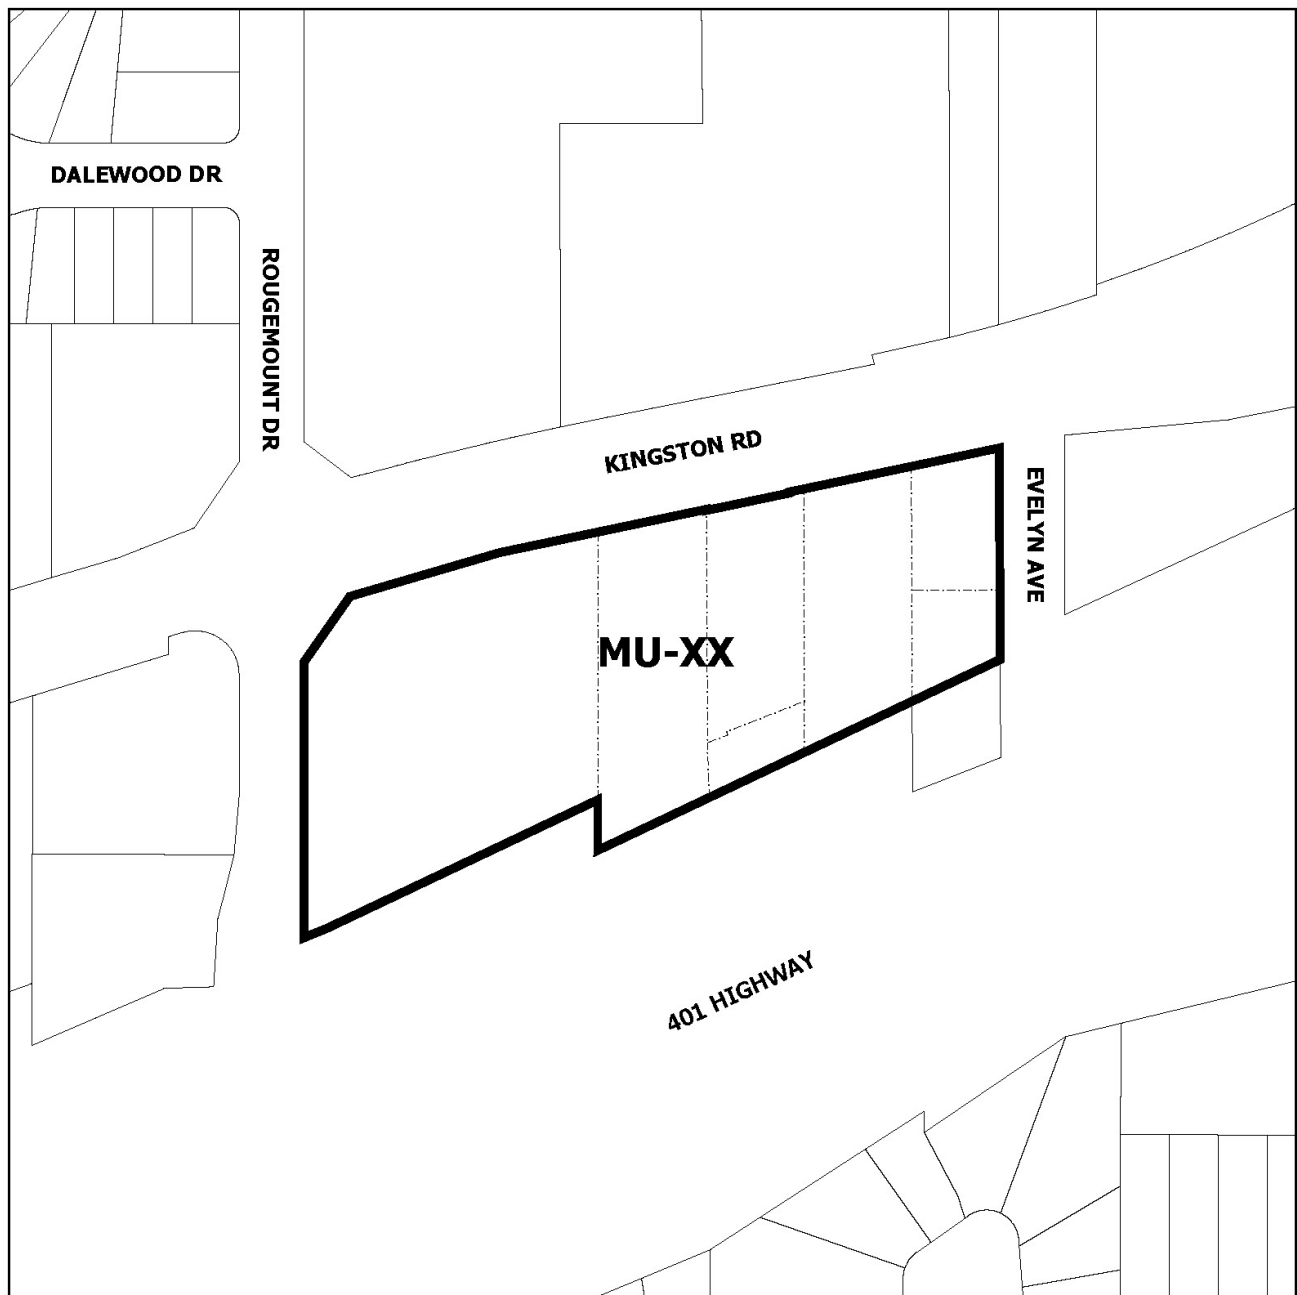 DALEWOOD DR
ROUGEMOUNT DR
KINGSTON RD
EVELYN AVE
MU-XX
401 HIGHWAY